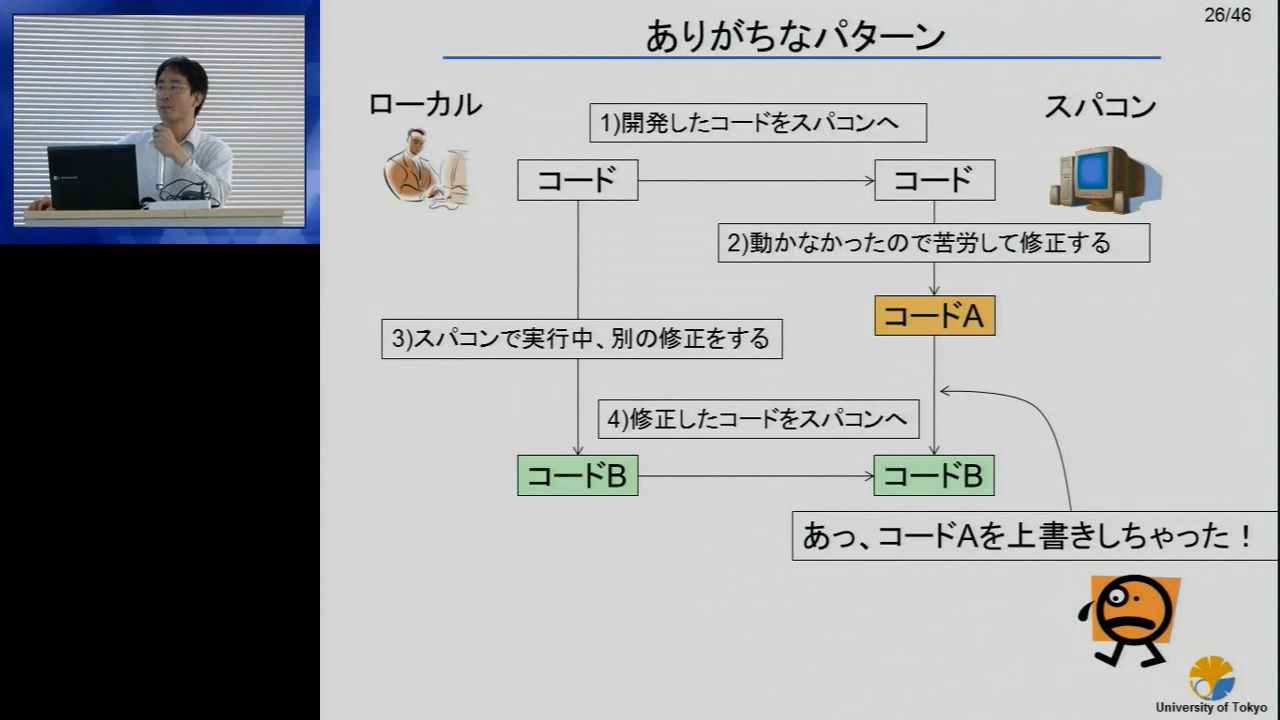 26/46
ありがちなパターン
ローカル
スパコン
1)開発したコードをスパコンへ
コード
コード
2)動かなかったので苦労して修正する
コードA
3)スパコンで実行中、別の修正をする
4)修正したコードをスパコンへ
コードB
コードB
あっ、コードAを上書きしちゃった！
University of Tokyo